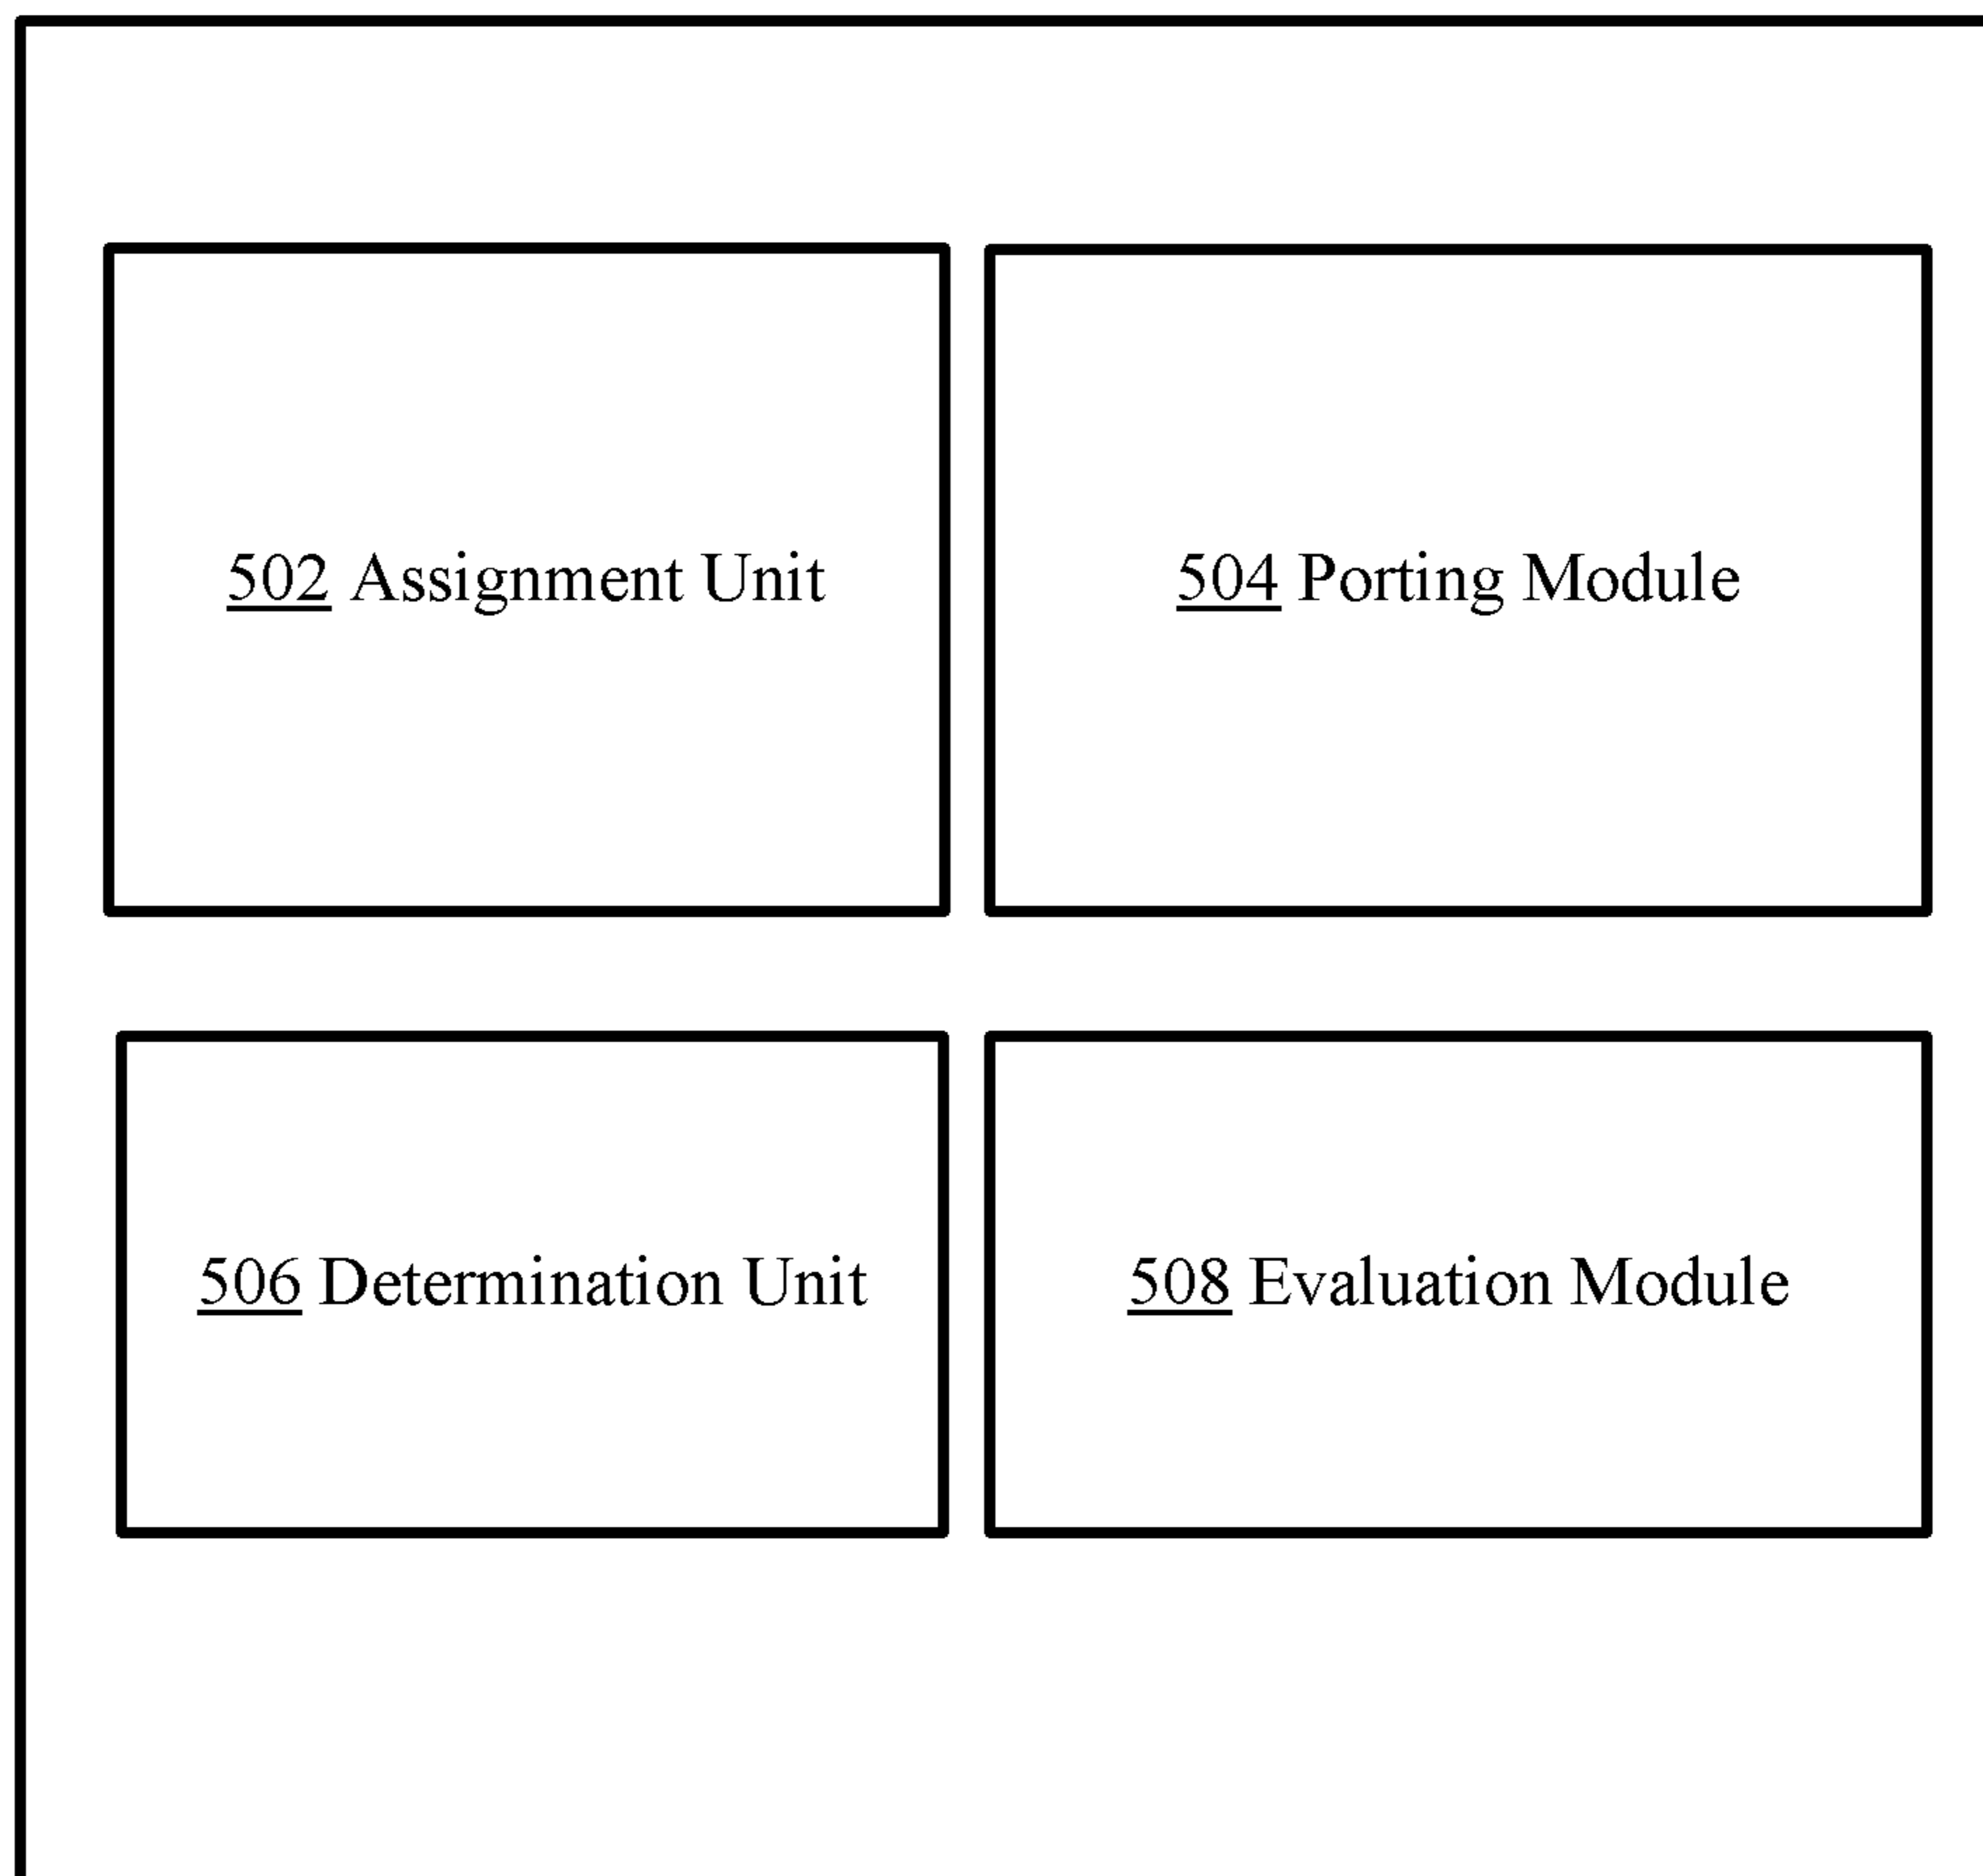 502 Assignment Unit
504 Porting Module
506 Determination Unit
508 Evaluation Module